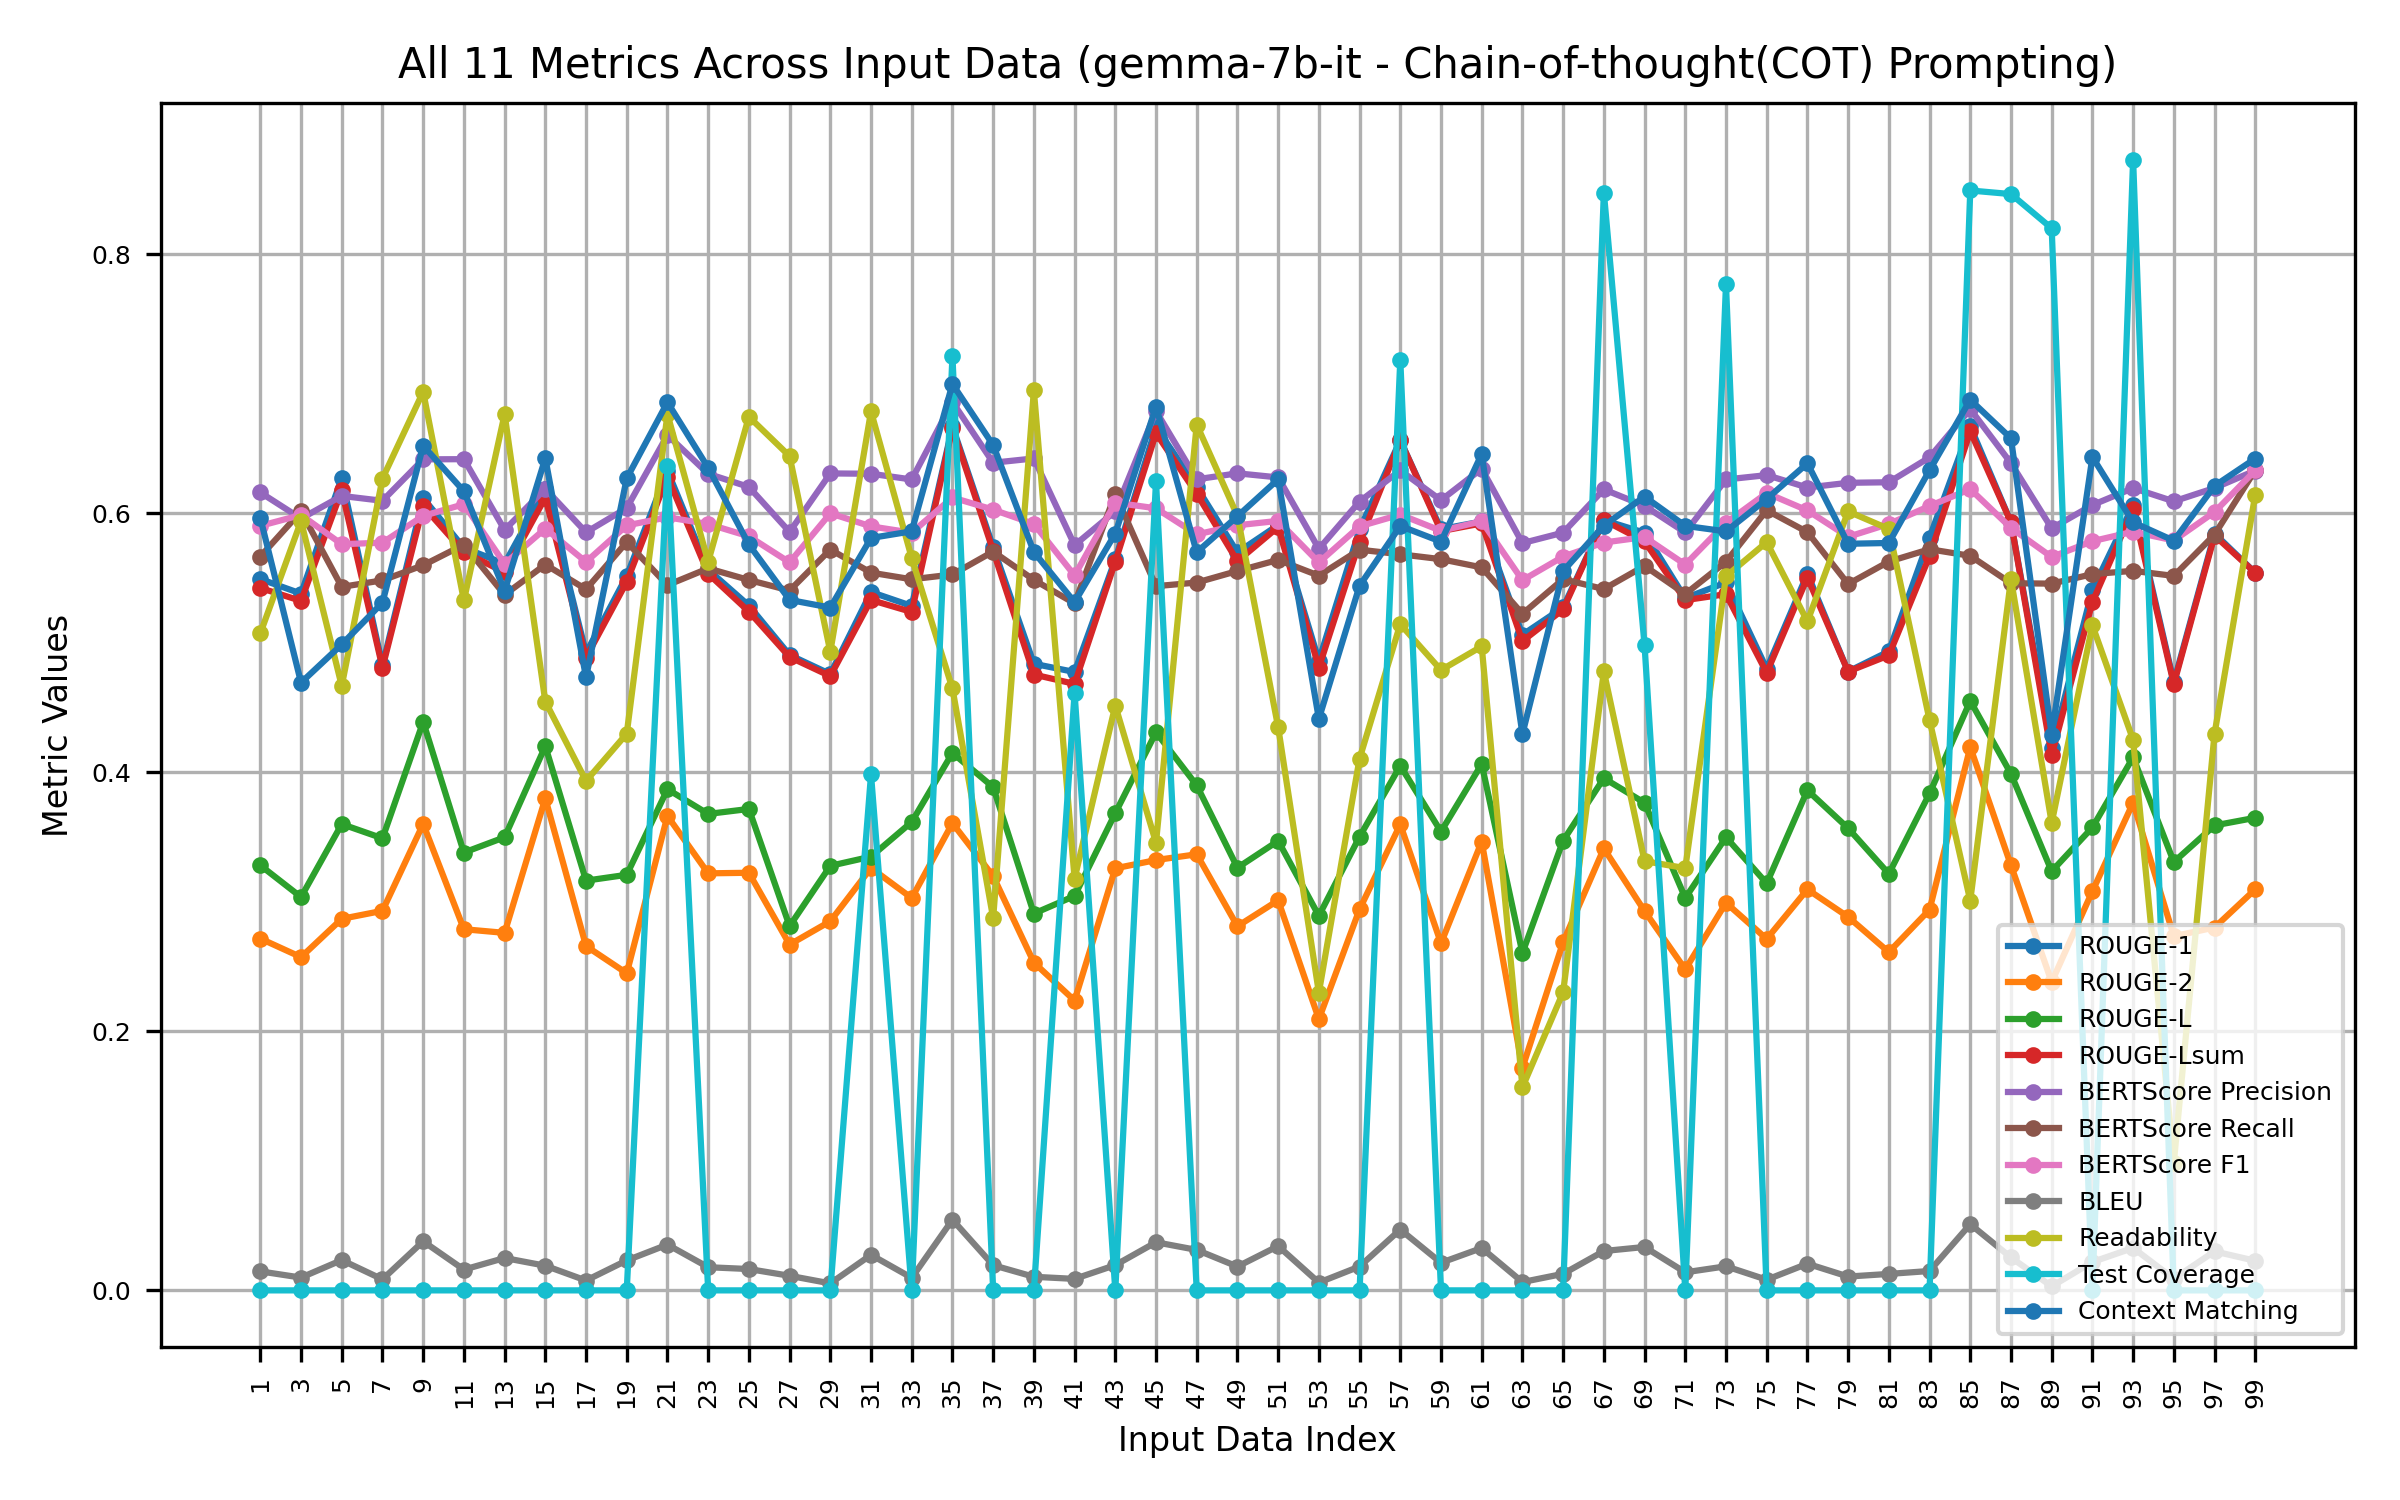 All 11 Metrics Across Input Data (gemma-7b-it - Chain-of-thought(COT) Prompting)
Metric Values
0.8
0.6
0.4
0.2
0.0
ROUGE-1
ROUGE-2
ROUGE-L
ROUGE-Lsum
BERTScore Precision
BERTScore Recall
BERTScore F1
BLEU
Readability
Test Coverage
Context Matching
1 3 5 7 9 11 13 15 17 19 21 23 25 27 29 31 33 35 37 39 41 43 45 47 49 51 53 55 57 59 61 63 65 67 69 71 73 75 77 79 81 83 85 87 89 91 93 95 97 99
Input Data Index